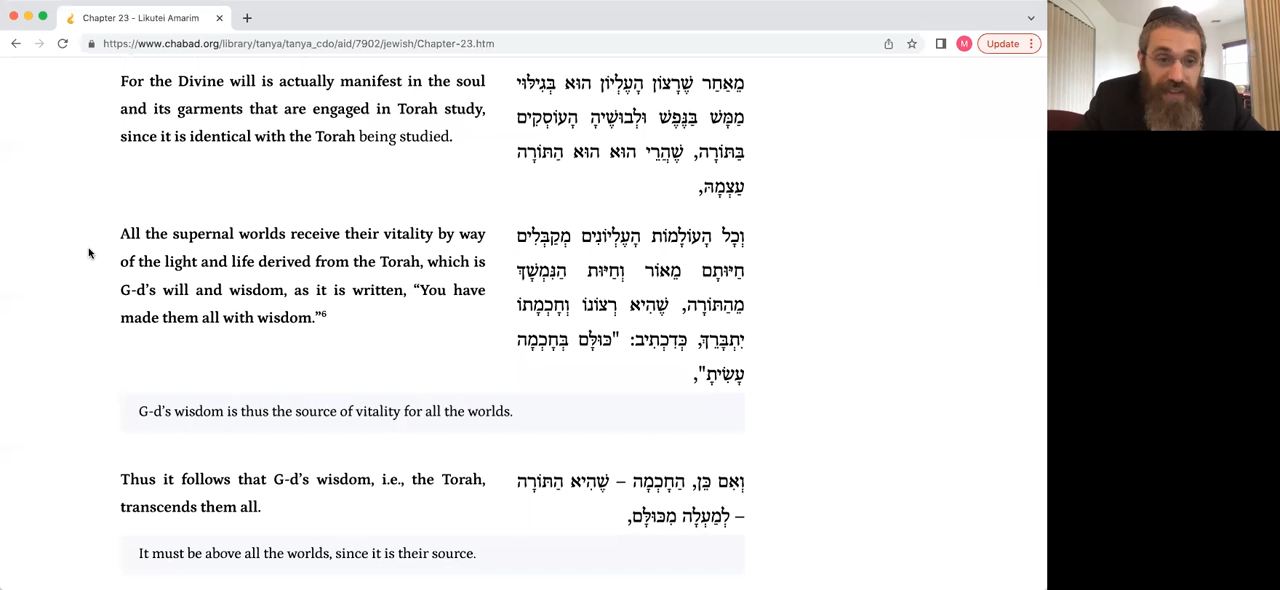 Chapter 23 - Likutei Amarim
https://www.chabad.org/library/tanya/tanya_cdo/aid/7902/jewish/Chapter-23.htm
M
Update
For the Divine will is actually manifest in the soul
and its garments that are engaged in Torah study,
since it is identical with the Torah being studied.
מֵאַחַר שֶׁרָצוֹן הָעֶלְיוֹן הוּא בְּגִילּוּי
מַמָּשׁ בַּנֶּפֶשׁ וּלְבוּשֶׁיהָ הָעוֹסְקִים
בַּתּוֹרָה, שֶׁהֲרֵי הוּא הוּא הַתּוֹרָה
עַצְמָהּ,
All the supernal worlds receive their vitality by way
of the light and life derived from the Torah, which is
G-d's will and wisdom, as it is written, “You have
made them all with wisdom.”6
וְכָל הָעוֹלָמוֹת הָעֶלְיוֹנִים מְקַבְּלִים
חַיּוּתָם מֵאוֹר וְחַיּוּת הַנִּמְשָׁךְ
מֵהַתּוֹרָה, שֶׁהִיא רְצוֹנוֹ וְחָכְמָתוֹ
יִתְבָּרֵךְ, כְּדִכְתִיב: "כּוּלָּם בְּחָכְמָה
עָשִׂיתָ",
G-d's wisdom is thus the source of vitality for all the worlds.
Thus it follows that G-d's wisdom, i.e., the Torah,
transcends them all.
וְאִם כֵּן, הַחָכְמָה – שֶׁהִיא הַתּוֹרָה
– לְמַעְלָה מִכּוּלָּם,
It must be above all the worlds, since it is their source.